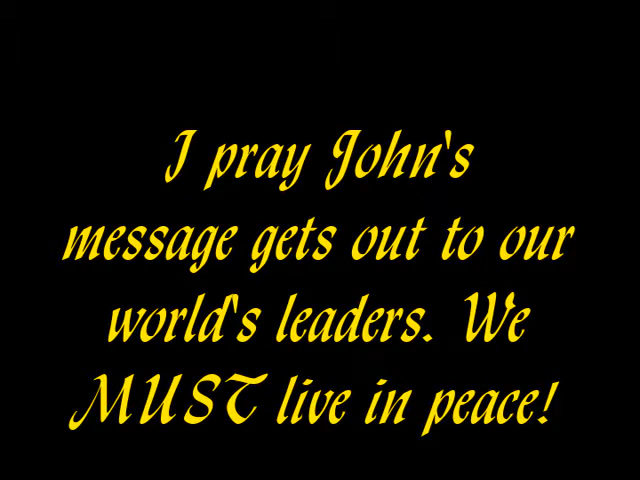 I pray John's
message gets out to our
world's leaders. We
MUST live in peace!